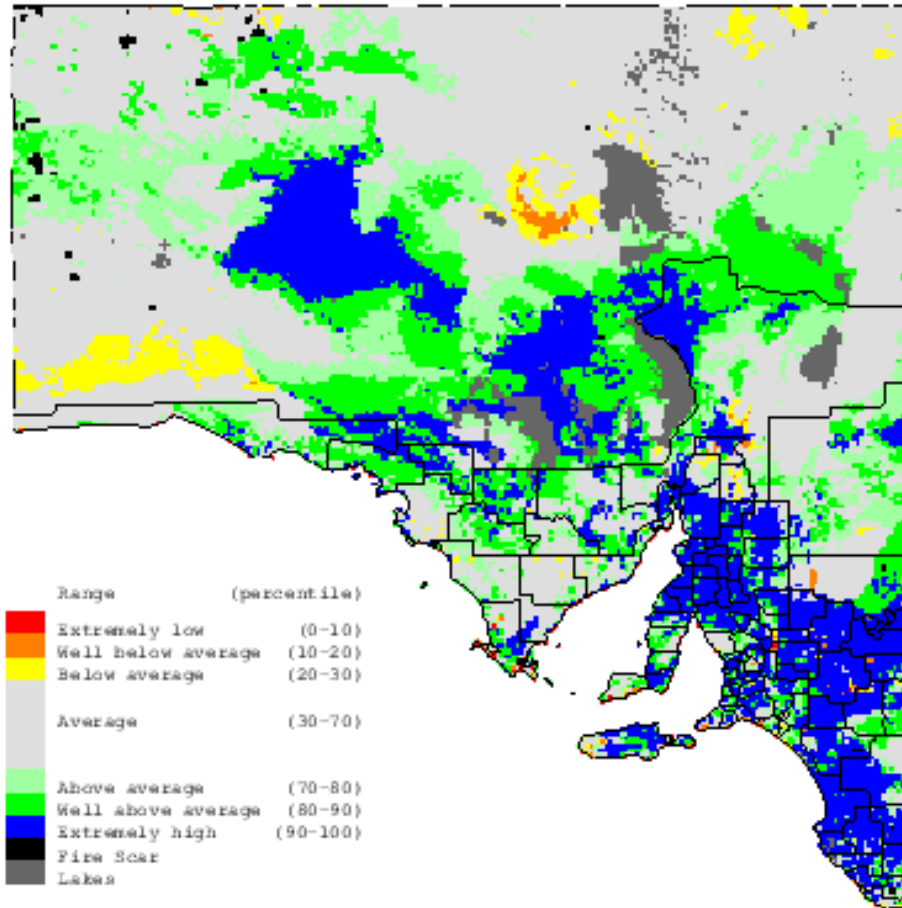 Range (percentile)
Extremely low (0-10)
Well below average (10-20)
Below average (20-30)
Average (30-70)
Above average (70-80)
Well above average (80-90)
Extremely high (90-100)
Fire Scar
Lakes